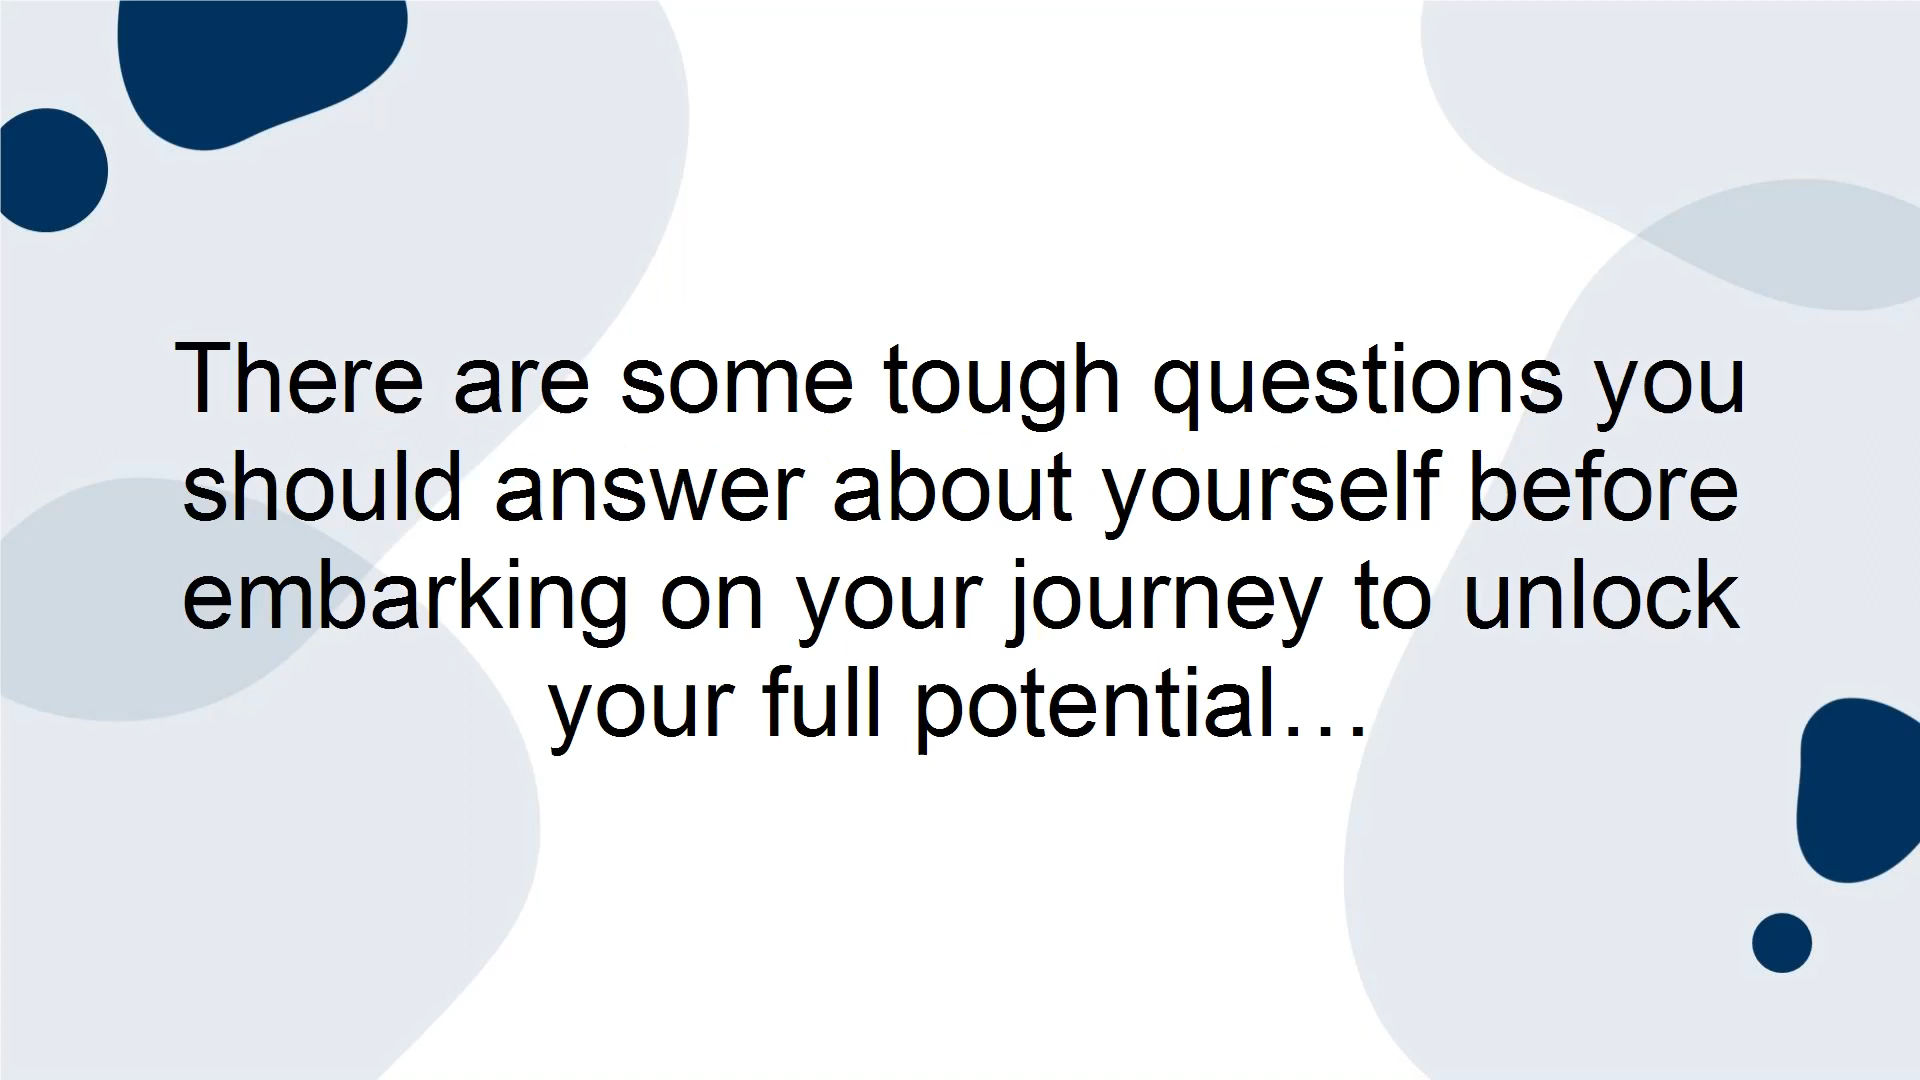 There are some tough questions you
should answer about yourself before
embarking on your journey to unlock
your full potential…